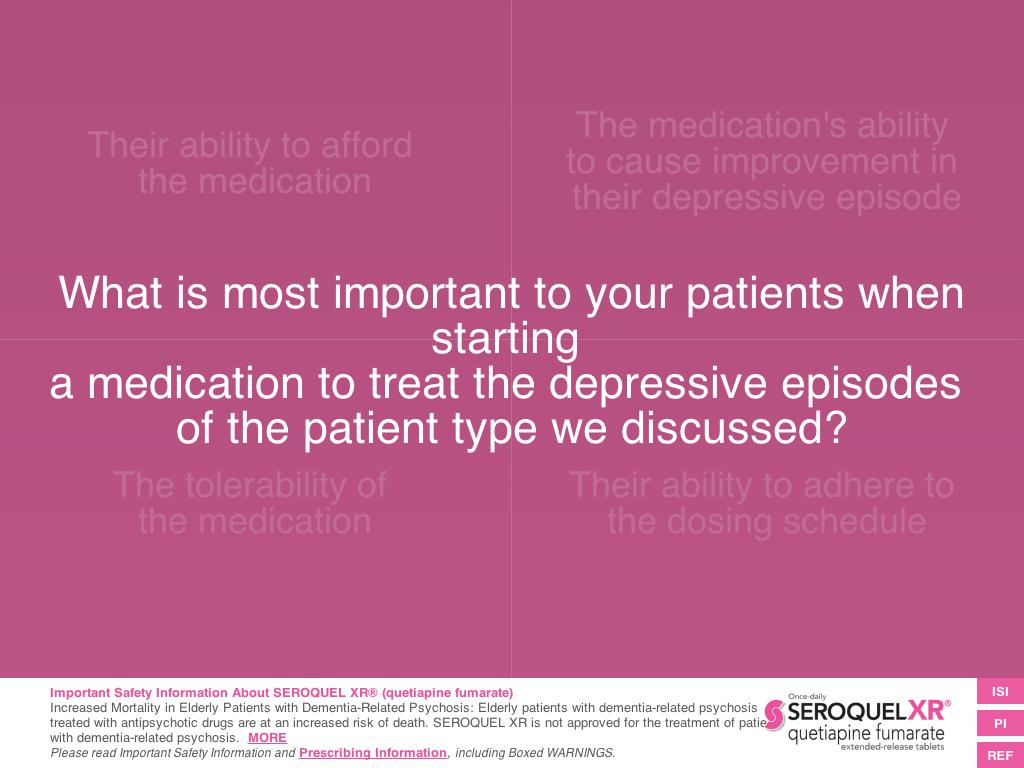 Their ability to afford
the medication
The medication's ability
to cause improvement in
their depressive episode
What is most important to your patients when
starting
a medication to treat the depressive episodes
of the patient type we discussed?
The tolerability of
the medication
Their ability to adhere to
the dosing schedule
Important Safety Information About SEROQUEL XR® (quetiapine fumarate)
Increased Mortality in Elderly Patients with Dementia-Related Psychosis: Elderly patients with dementia-related psychosis
treated with antipsychotic drugs are at an increased risk of death. SEROQUEL XR is not approved for the treatment of patie
with dementia-related psychosis. MORE
Please read Important Safety Information and Prescribing Information, including Boxed WARNINGS.
Once-daily
SEROQUEL XR®
quetiapine fumarate
extended-release tablets
ISI
PI
REF